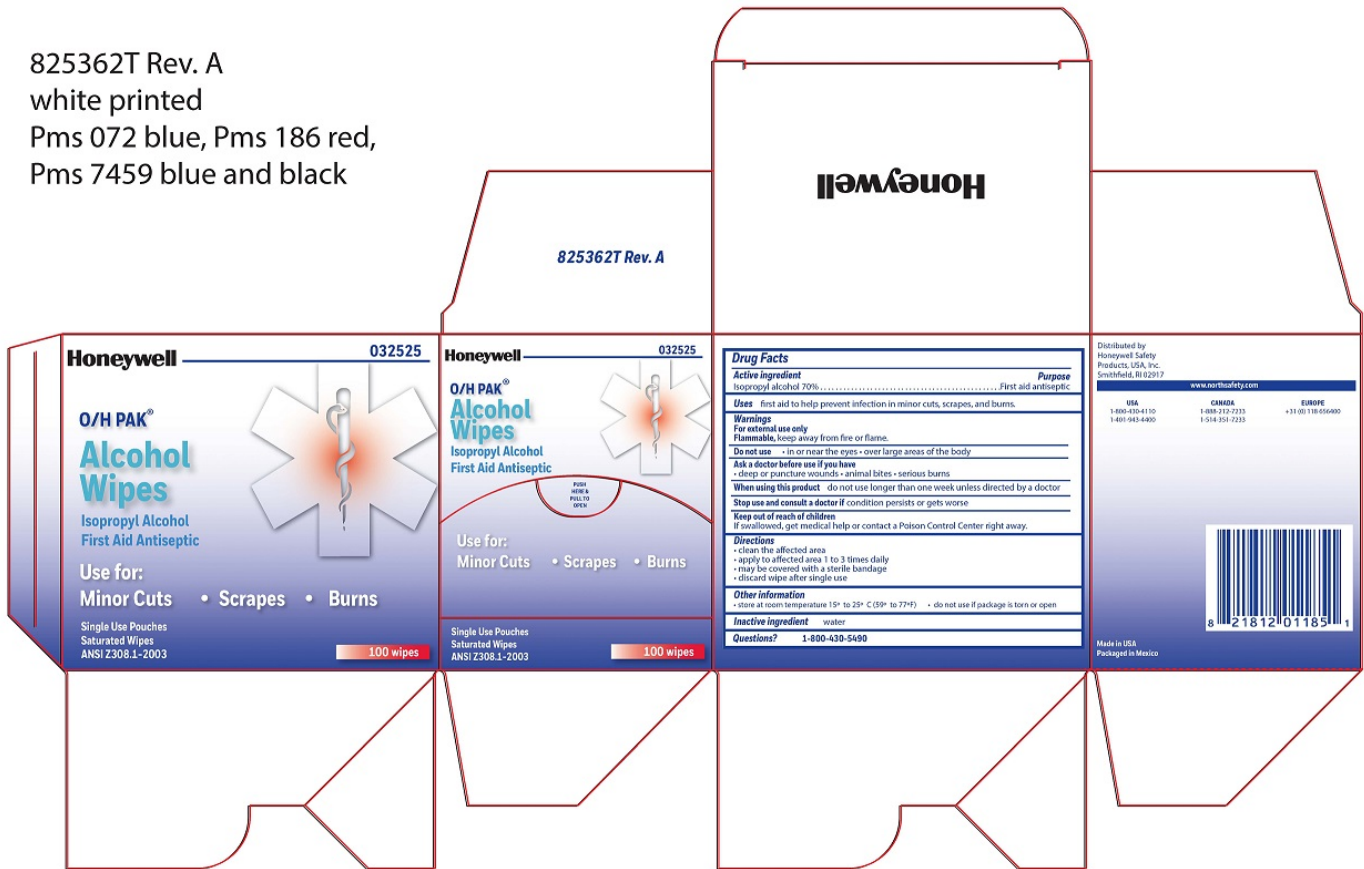 825362T Rev. A
white printed
Pms 072 blue, Pms 186 red,
Pms 7459 blue and black
Honeywell
825362T Rev. A
Honeywell 032525
O/H PAK®
Alcohol
Wipes
Isopropyl Alcohol
First Aid Antiseptic
Use for:
Minor Cuts • Scrapes • Burns
Single Use Pouches
Saturated Wipes
ANSI Z308.1-2003
100 wipes
Honeywell 032525
O/H PAK®
Alcohol
Wipes
Isopropyl Alcohol
First Aid Antiseptic
PUSH
HERE &
PULL TO
OPEN
Use for:
Minor Cuts • Scrapes • Burns
Single Use Pouches
Saturated Wipes
ANSI Z308.1-2003
100 wipes
Drug Facts
Active ingredient Purpose
Isopropyl alcohol 70%.....First aid antiseptic
Uses first aid to help prevent infection in minor cuts, scrapes, and burns.
Warnings
For external use only
Flammable, keep away from fire or flame.
Do not use • in or near the eyes • over large areas of the body
Ask a doctor before use if you have
• deep or puncture wounds • animal bites • serious burns
When using this product do not use longer than one week unless directed by a doctor
Stop use and consult a doctor if condition persists or gets worse
Keep out of reach of children
If swallowed, get medical help or contact a Poison Control Center right away.
Directions
• clean the affected area
• apply to affected area 1 to 3 times daily
• may be covered with a sterile bandage
• discard wipe after single use
Other information
• store at room temperature 15° to 25° C (59° to 77°F) • do not use if package is torn or open
Inactive ingredient water
Questions? 1-800-430-5490
Distributed by
Honeywell Safety
Products, USA, Inc.
Smithfield, RI 02917
www.northsafety.com
USA CANADA EUROPE
1-800-430-4110 1-888-212-7233 +31 (0) 118 656400
1-401-943-4400 1-514-351-7233
8 21812 01185 1
Made in USA
Packaged in Mexico